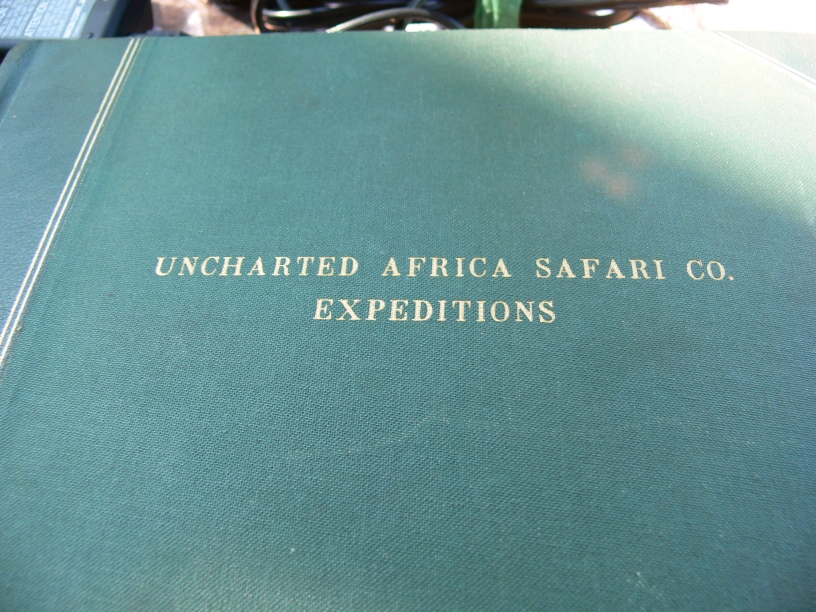 UNCHARTED AFRICA SAFARI CO.
EXPEDITIONS